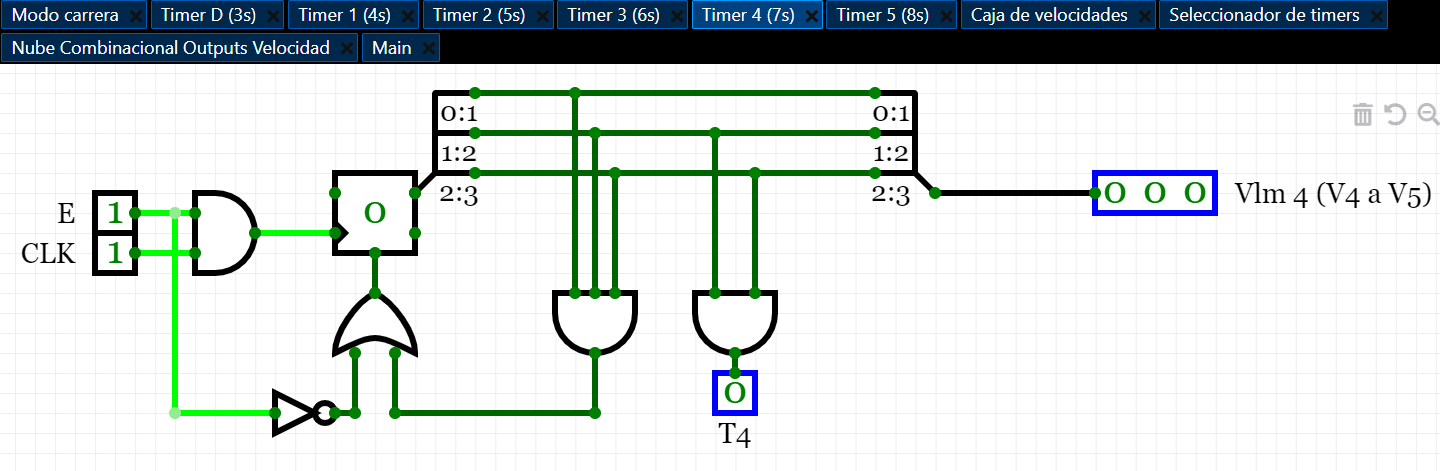 Modo carrera × Timer D (3s) × Timer 1 (4s) × Timer 2 (5s) × Timer 3 (6s) × Timer 4 (7s) × Timer 5 (8s) × Caja de velocidades × Seleccionador de timers ×
Nube Combinacional Outputs Velocidad × Main ×
0:1 0:1
1:2 1:2
2:3 2:3
E 1 0 0 0 0 Vlm 4 (V4 a V5)
CLK 1
0
T4